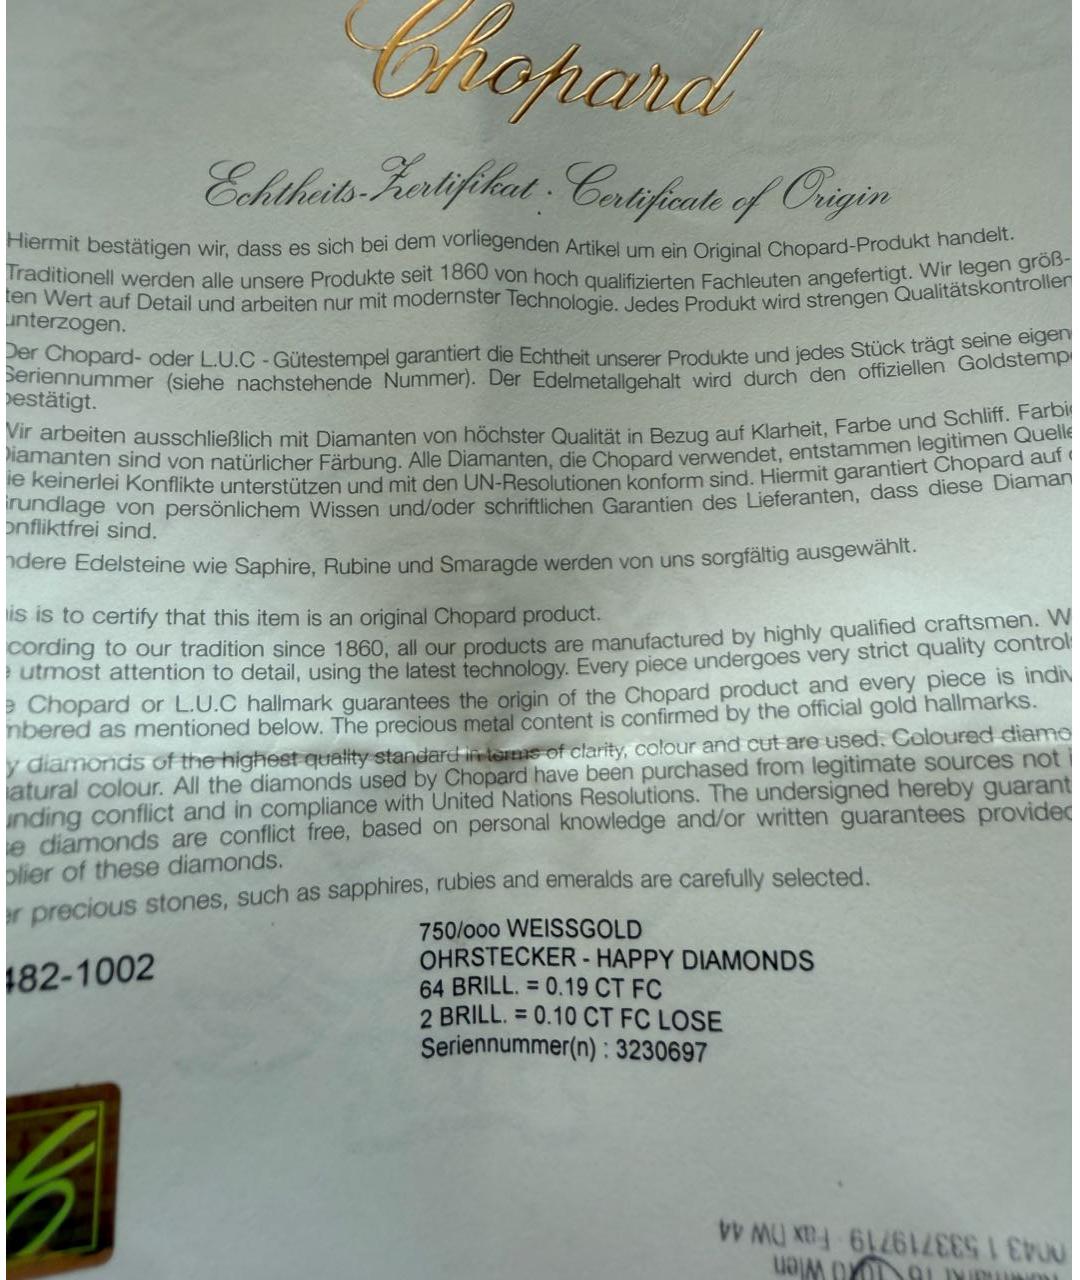 Chopard
Echtheits-Zertifikat · Certificate of Origin
Hiermit bestätigen wir, dass es sich bei dem vorliegenden Artikel um ein Original Chopard-Produkt handelt.
Traditionell werden alle unsere Produkte seit 1860 von hoch qualifizierten Fachleuten angefertigt. Wir legen größ-
ten Wert auf Detail und arbeiten nur mit modernster Technologie. Jedes Produkt wird strengen Qualitätskontrollen
unterzogen.
Der Chopard- oder L.U.C - Gütestempel garantiert die Echtheit unserer Produkte und jedes Stück trägt seine eigen
Seriennummer (siehe nachstehende Nummer). Der Edelmetallgehalt wird durch den offiziellen Goldstemp
bestätigt.
Wir arbeiten ausschließlich mit Diamanten von höchster Qualität in Bezug auf Klarheit, Farbe und Schliff. Farbi
Diamanten sind von natürlicher Färbung. Alle Diamanten, die Chopard verwendet, entstammen legitimen Quelle
ie keinerlei Konflikte unterstützen und mit den UN-Resolutionen konform sind. Hiermit garantiert Chopard auf
rundlage von persönlichem Wissen und/oder schriftlichen Garantien des Lieferanten, dass diese Diaman
onfliktfrei sind.
ndere Edelsteine wie Saphire, Rubine und Smaragde werden von uns sorgfältig ausgewählt.
is is to certify that this item is an original Chopard product.
cording to our tradition since 1860, all our products are manufactured by highly qualified craftsmen. W
utmost attention to detail, using the latest technology. Every piece undergoes very strict quality control
e Chopard or L.U.C hallmark guarantees the origin of the Chopard product and every piece is indiv
mbered as mentioned below. The precious metal content is confirmed by the official gold hallmarks.
y diamonds of the highest quality standard in terms of clarity, colour and cut are used. Coloured diamo
atural colour. All the diamonds used by Chopard have been purchased from legitimate sources not i
unding conflict and in compliance with United Nations Resolutions. The undersigned hereby guarant
se diamonds are conflict free, based on personal knowledge and/or written guarantees provided
plier of these diamonds.
er precious stones, such as sapphires, rubies and emeralds are carefully selected.
482-1002
750/ooo WEISSGOLD
OHRSTECKER - HAPPY DIAMONDS
64 BRILL. = 0.19 CT FC
2 BRILL. = 0.10 CT FC LOSE
Seriennummer(n) : 3230697
0043 1 533719719 Fax DW 44
1010 Wien